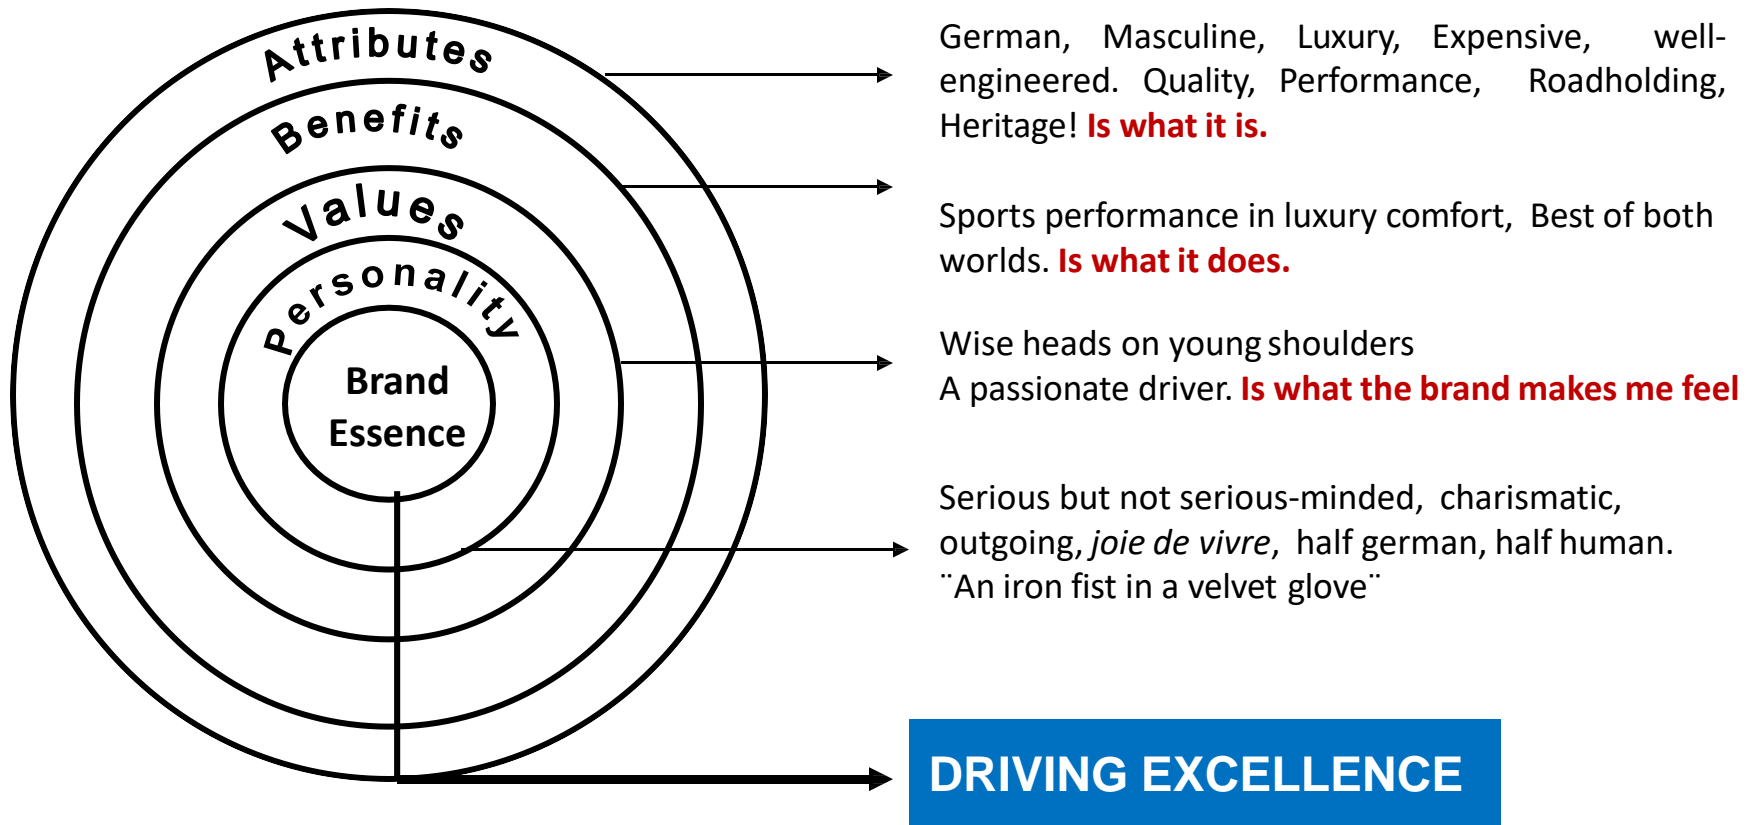 Attributes
Benefits
Values
Personality
Brand
Essence
German, Masculine, Luxury, Expensive, well-
engineered. Quality, Performance, Roadholding,
Heritage! Is what it is.
Sports performance in luxury comfort, Best of both
worlds. Is what it does.
Wise heads on young shoulders
A passionate driver. Is what the brand makes me feel
Serious but not serious-minded, charismatic,
outgoing, joie de vivre, half german, half human.
¨An iron fist in a velvet glove¨
DRIVING EXCELLENCE